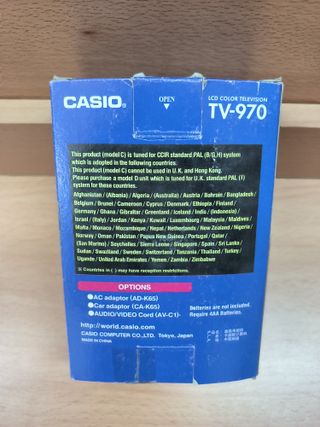 CASIO®
OPEN
LCD COLOR TELEVISION
TV-970
This product (model C) is tuned for CCIR standard PAL (B/G,H) system
which is adopted in the following countries.
This product (model C) cannot be used in U.K. and Hong Kong.
Please purchase a model D unit which is tuned for U.K. standard PAL (I)
system for those countries.
Afghanistan / (Albania) / Algeria / (Australia) / Austria / Bahrain / Bangladesh /
Belgium / Brunei / Cameroon / Cyprus / Denmark / Ethiopia / Finland /
Germany / Ghana / Gibraltar / Greenland / Iceland / India / (Indonesia) /
Israel / (Italy) / Jordan / Kenya / Kuwait / Luxembourg / Malaysia / Maldives /
Malta / Monaco / Mozambique / Nepal / Netherlands / New Zealand / Nigeria /
Norway / Oman / Pakistan / Papua New Guinea / Portugal / Qatar /
(San Marino) / Seychelles / Sierra Leone / Singapore / Spain / Sri Lanka /
Sudan / Swaziland / Sweden / Switzerland / Tanzania / Thailand / Turkey /
Uganda / United Arab Emirates / Yemen / Zambia / Zimbabwe
※ Countries in ( ) may have reception restrictions.
OPTIONS
●AC adaptor (AD-K65)
●Car adaptor (CA-K65)
●AUDIO/VIDEO Cord (AV-C1)
Batteries are not included.
Require 4AA Batteries.
http://world.casio.com
CASIO COMPUTER CO.,LTD. Tokyo, Japan
MADE IN CHINA